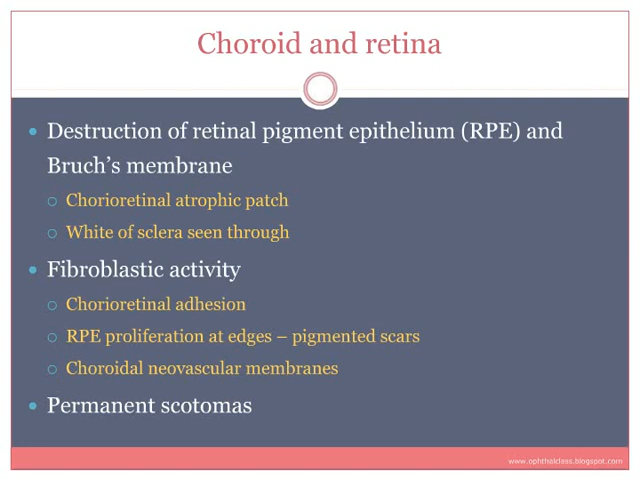 Choroid and retina
Destruction of retinal pigment epithelium (RPE) and
Bruch's membrane
Chorioretinal atrophic patch
White of sclera seen through
Fibroblastic activity
Chorioretinal adhesion
RPE proliferation at edges – pigmented scars
Choroidal neovascular membranes
Permanent scotomas
www.ophthalclass.blogspot.com